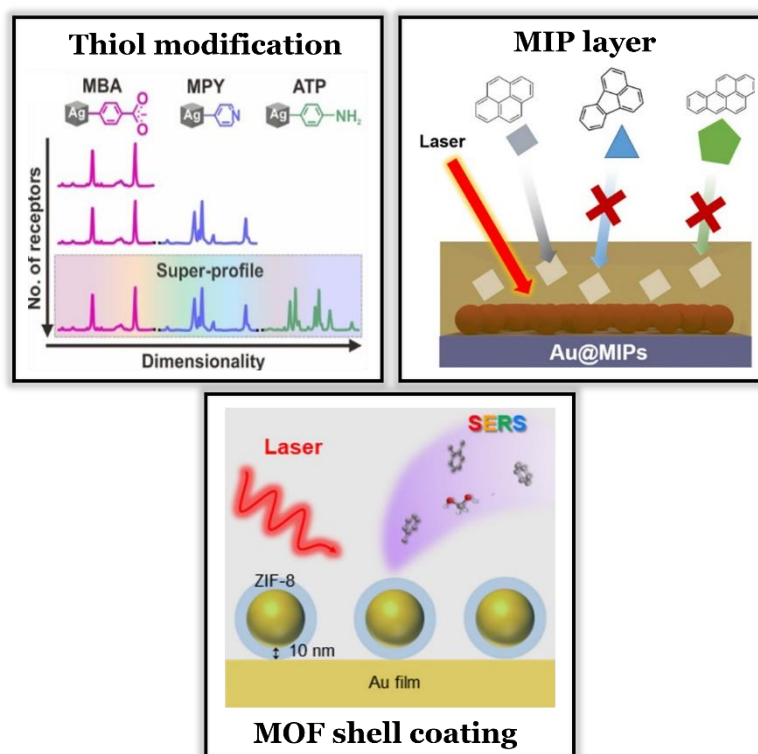 Thiol modification
MBA MPY ATP
Ag Ag Ag
O
O
N
NH₂
No. of receptors
Super-profile
Dimensionality
MIP layer
Laser
Au@MIPs
SERS
Laser
ZIF-8
10 nm
Au film
MOF shell coating